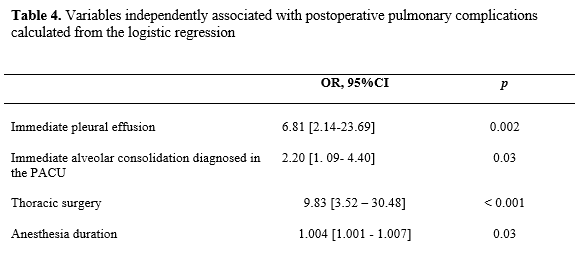 Table 4. Variables independently associated with postoperative pulmonary complications
calculated from the logistic regression
OR, 95%CI p
Immediate pleural effusion 6.81 [2.14-23.69] 0.002
Immediate alveolar consolidation diagnosed in 2.20 [1. 09- 4.40] 0.03
the PACU
Thoracic surgery 9.83 [3.52 – 30.48] < 0.001
Anesthesia duration 1.004 [1.001 - 1.007] 0.03